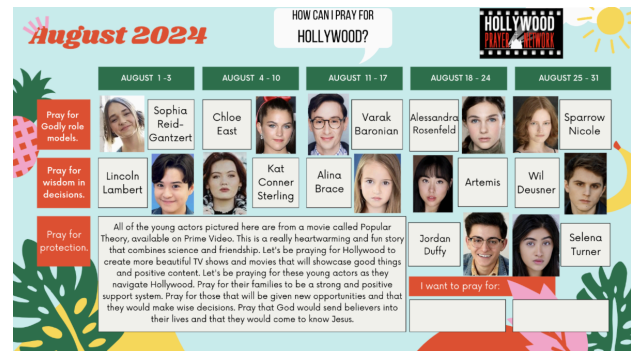 August 2024
HOW CAN I PRAY FOR
HOLLYWOOD?
HOLLYWOOD
PRAYER NETWORK
AUGUST 1 -3
AUGUST 4 - 10
AUGUST 11 - 17
AUGUST 18 - 24
AUGUST 25 - 31
Pray for
Godly role
models.
Sophia
Reid-
Gantzert
Chloe
East
Varak
Baronian
Alessandra
Rosenfeld
Sparrow
Nicole
Pray for
wisdom in
decisions.
Lincoln
Lambert
Kat
Conner
Sterling
Alina
Brace
Artemis
Wil
Deusner
Pray for
protection.
All of the young actors pictured here are from a movie called Popular
Theory, available on Prime Video. This is a really heartwarming and fun story
that combines science and friendship. Let's be praying for Hollywood to
create more beautiful TV shows and movies that will showcase good things
and positive content. Let's be praying for these young actors as they
navigate Hollywood. Pray for their families to be a strong and positive
support system. Pray for those that will be given new opportunities and that
they would make wise decisions. Pray that God would send believers into
their lives and that they would come to know Jesus.
Jordan
Duffy
Selena
Turner
I want to pray for: